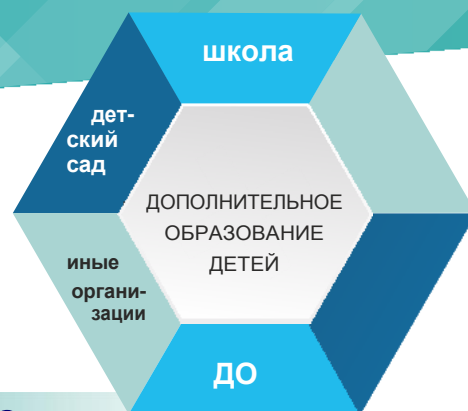 школа
дет-
ский
сад
ДОПОЛНИТЕЛЬНОЕ
ОБРАЗОВАНИЕ
ДЕТЕЙ
иные
органи-
зации
ДО